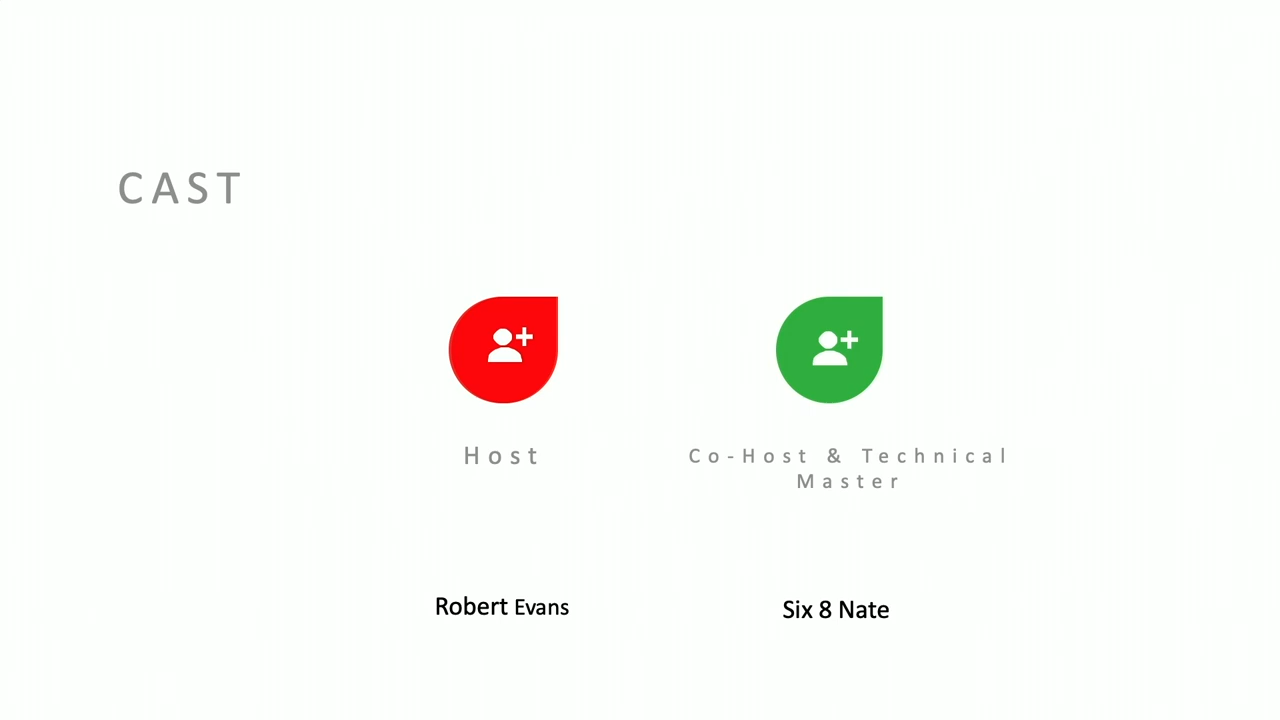 CAST
Host
Co-Host & Technical
Master
Robert Evans
Six 8 Nate